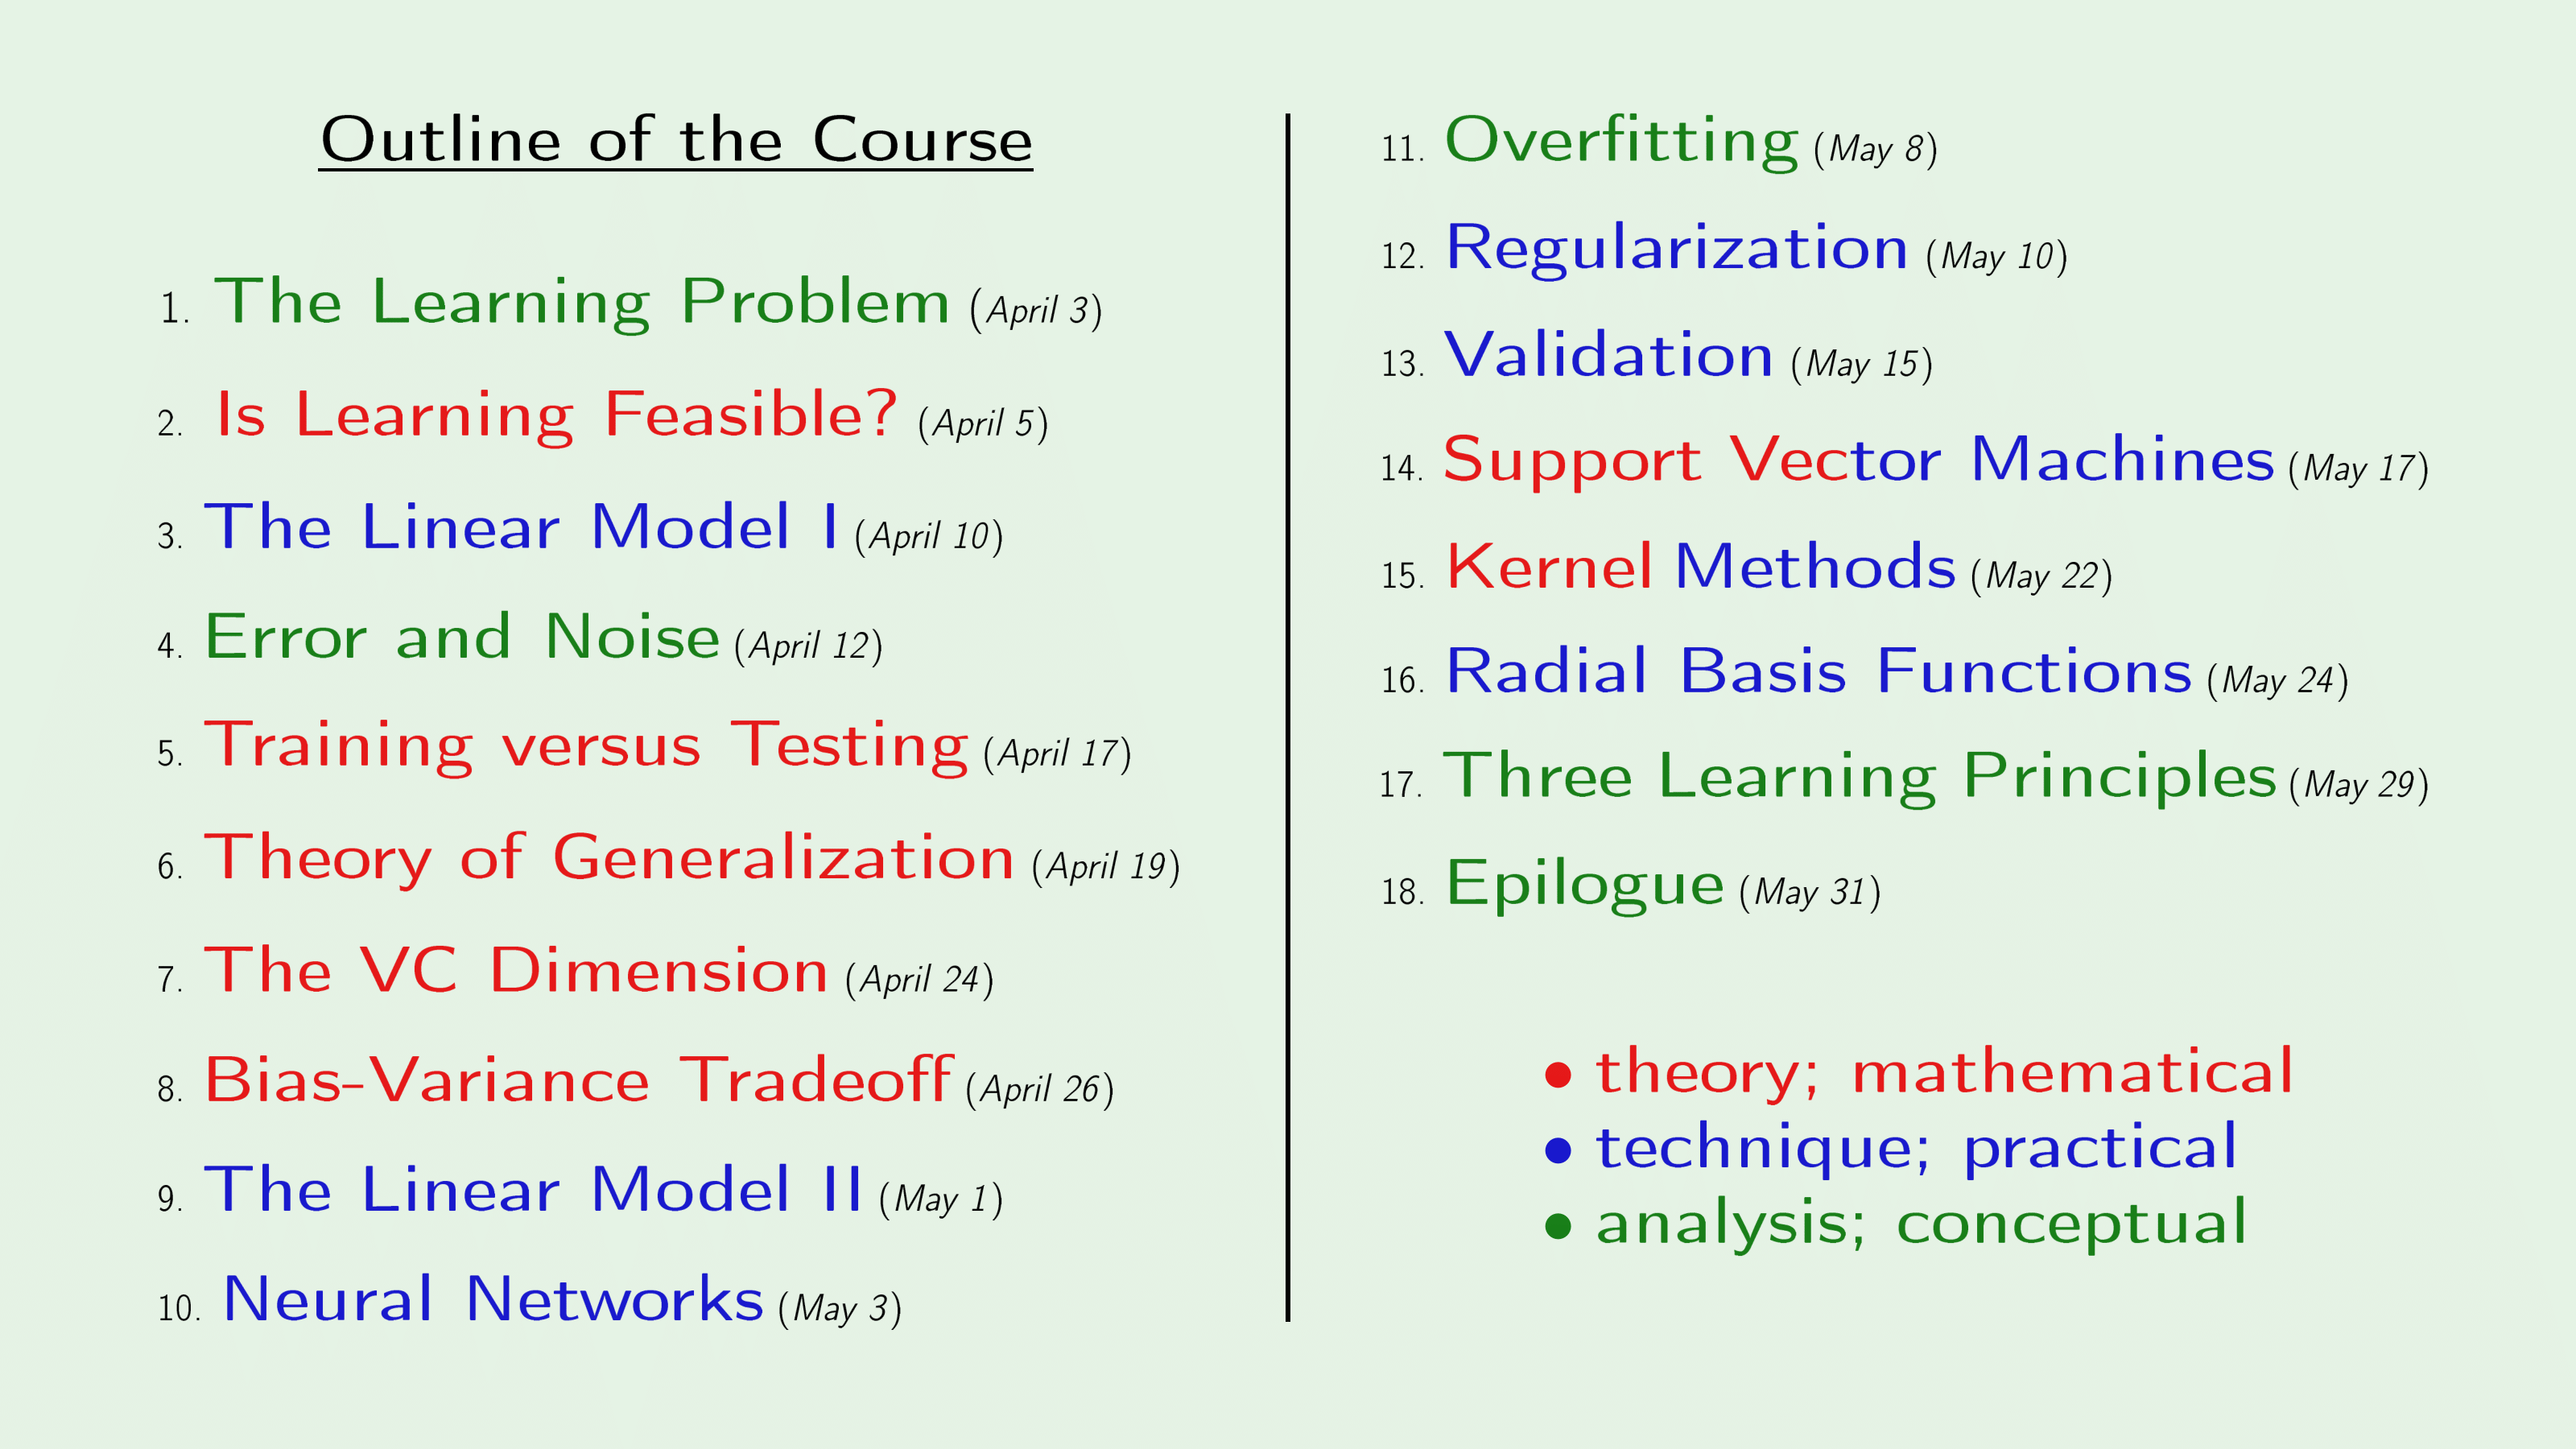 Outline of the Course
1. The Learning Problem (April 3)
2. Is Learning Feasible? (April 5)
3. The Linear Model I (April 10)
4. Error and Noise (April 12)
5. Training versus Testing (April 17)
6. Theory of Generalization (April 19)
7. The VC Dimension (April 24)
8. Bias-Variance Tradeoff (April 26)
9. The Linear Model II (May 1)
10. Neural Networks (May 3)
11. Overfitting (May 8)
12. Regularization (May 10)
13. Validation (May 15)
14. Support Vector Machines (May 17)
15. Kernel Methods (May 22)
16. Radial Basis Functions (May 24)
17. Three Learning Principles (May 29)
18. Epilogue (May 31)
• theory; mathematical
• technique; practical
• analysis; conceptual